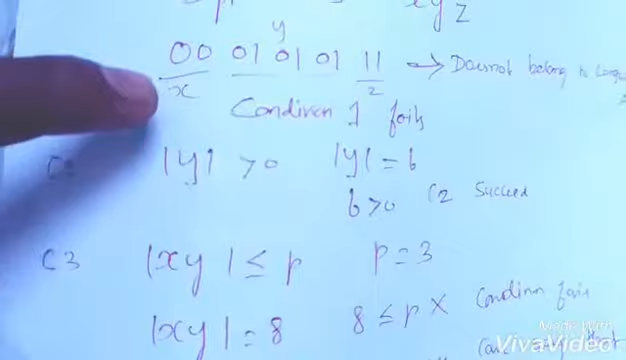 y
00 01 01 01 11 → Doesnot belong to
x z
Condition 1 fails
C2 |y| > 0 |y| = 6
6 > 0 C2 Succeed
C3 |xy| ≤ p p = 3
|xy| = 8 8 ≤ p X Condition fails
Made With
VivaVideo